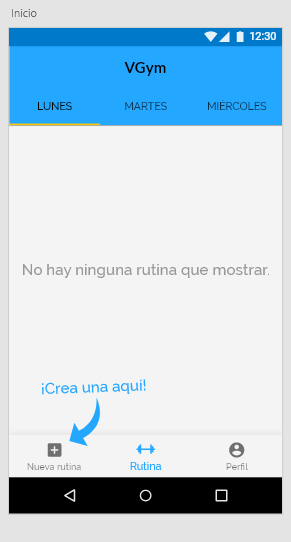 Inicio
12:30
VGym
LUNES MARTES MIÉRCOLES
No hay ninguna rutina que mostrar.
¡Crea una aquí!
Nueva rutina Rutina Perfil